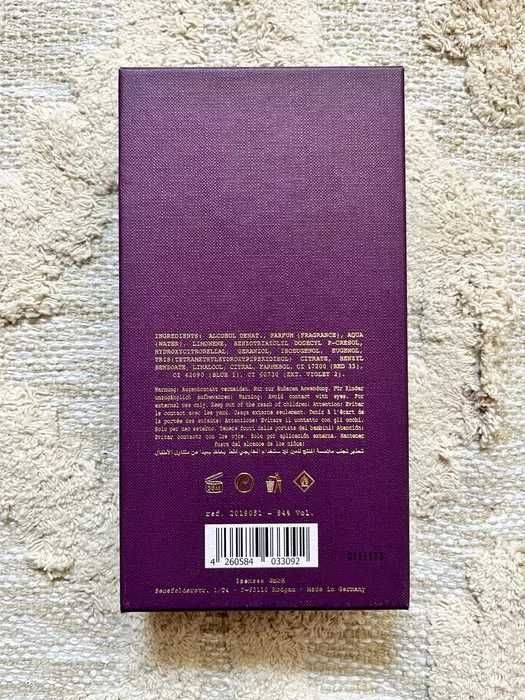 INGREDIENTS: ALCOHOL DENAT., PARFUM (FRAGRANCE), AQUA
(WATER), LIMONENE, BENZOTRIAZOLYL DODECYL P-CRESOL,
HYDROXYCITRONELLAL, GERANIOL, ISOEUGENOL, EUGENOL,
TRIS(TETRAMETHYLHYDROXYPIPERIDINOL) CITRATE, BENZYL
BENZOATE, LINALOOL, CITRAL, FARNESOL, CI 17200 (RED 33),
CI 42090 (BLUE 1), CI 60730 (EXT. VIOLET 2).
Warnung: Augenkontakt vermeiden. Nur zur äußeren Anwendung. Für Kinder
unzugänglich aufbewahren! Warning: Avoid contact with eyes. For
external use only. Keep out of the reach of children! Attention: Éviter
le contact avec les yeux. Usage externe seulement. Tenir à l'écart de
la portée des enfants! Attenzione: Evitare il contatto con gli occhi.
Solo per uso esterno. Tenere fuori dalla portata dei bambini! Atención:
Evitar contacto con los ojos. Solo por aplicación externa. Mantener
fuera del alcance de los niños!
ref. 2018031 - 84% Vol.
4 260584 033092
GmbH
1/74 · D-63110 Rodgau · Made in Germany